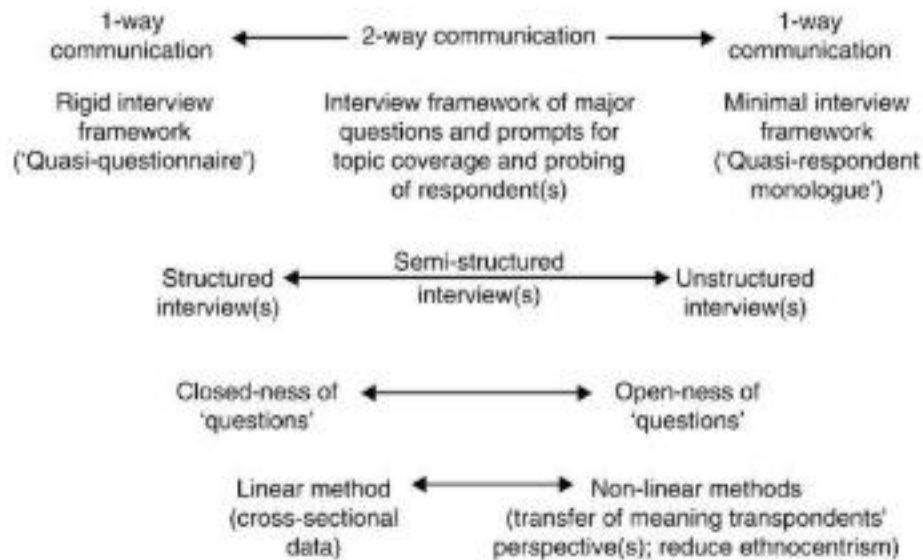 1-way
communication
2-way communication
1-way
communication
Rigid interview
framework
('Quasi-questionnaire')
Interview framework of major
questions and prompts for
topic coverage and probing
of respondent(s)
Minimal interview
framework
('Quasi-respondent
monologue')
Structured
interview(s)
Semi-structured
interview(s)
Unstructured
interview(s)
Closed-ness of
'questions'
Open-ness of
'questions'
Linear method
(cross-sectional
data)
Non-linear methods
(transfer of meaning transpondents'
perspective(s); reduce ethnocentrism)